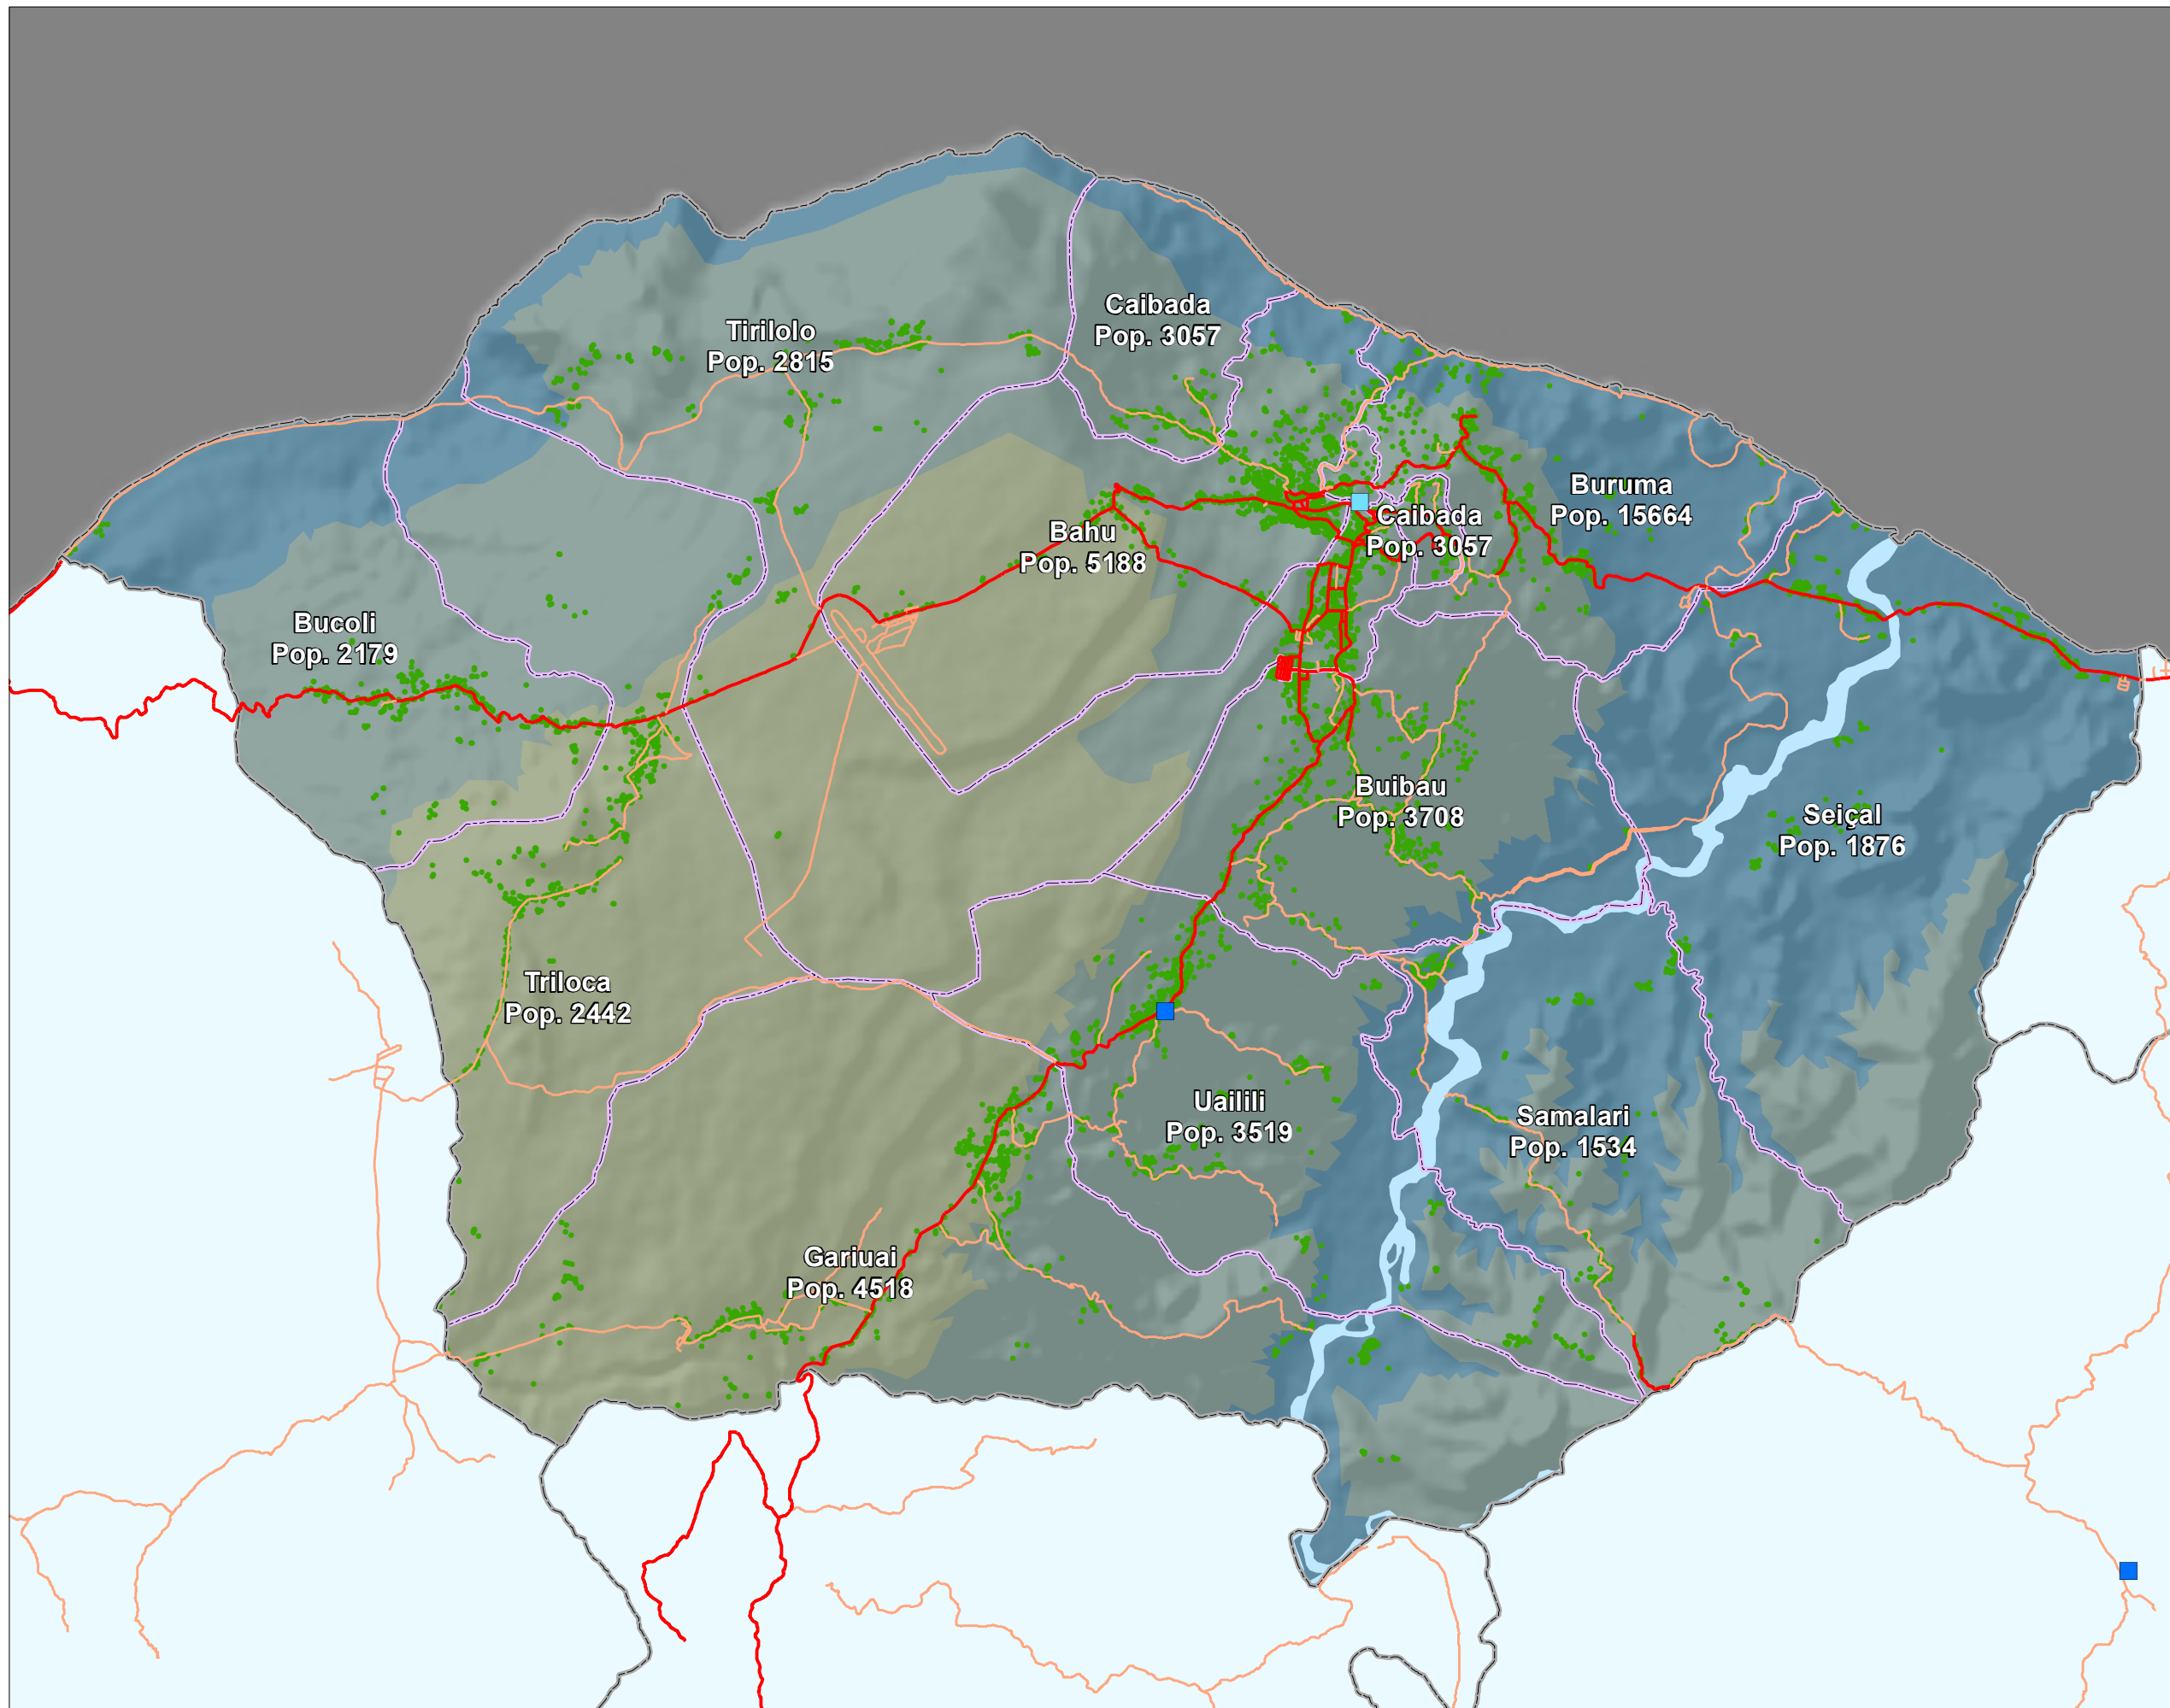 Caibada
Pop. 3057
Tirilolo
Pop. 2815
Buruma
Pop. 15664
Caibada
Pop. 3057
Bahu
Pop. 5188
Bucoli
Pop. 2179
Buibau
Pop. 3708
Seiçal
Pop. 1876
Triloca
Pop. 2442
Uailili
Pop. 3519
Samalari
Pop. 1534
Gariuai
Pop. 4518